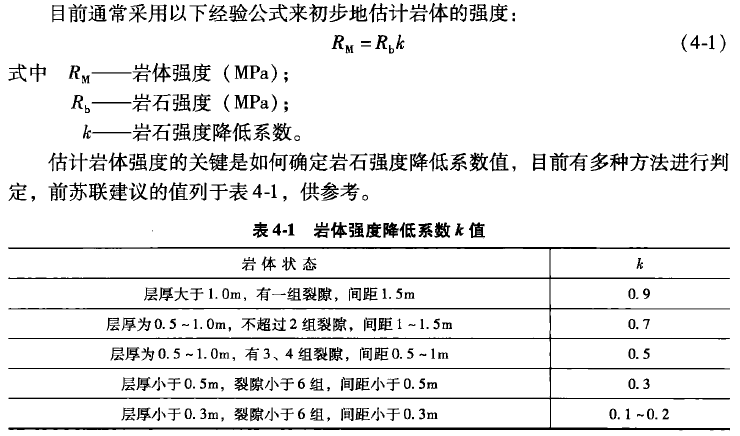 目前通常采用以下经验公式来初步地估计岩体的强度：
R_M = R_b k （4-1）
式中 R_M——岩体强度（MPa）；
R_b——岩石强度（MPa）；
k——岩石强度降低系数。
估计岩体强度的关键是如何确定岩石强度降低系数值，目前有多种方法进行判
定，前苏联建议的值列于表4-1，供参考。
表4-1 岩体强度降低系数 k 值
岩体状态 k
层厚大于1.0m，有一组裂隙，间距1.5m 0.9
层厚为0.5~1.0m，不超过2组裂隙，间距1~1.5m 0.7
层厚为0.5~1.0m，有3、4组裂隙，间距0.5~1m 0.5
层厚小于0.5m，裂隙小于6组，间距小于0.5m 0.3
层厚小于0.3m，裂隙小于6组，间距小于0.3m 0.1~0.2